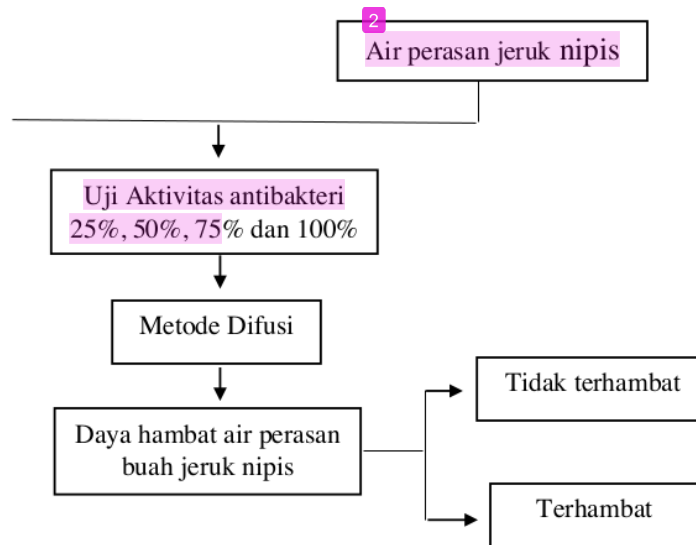 2
Air perasan jeruk nipis
Uji Aktivitas antibakteri
25%, 50%, 75% dan 100%
Metode Difusi
Daya hambat air perasan
buah jeruk nipis
Tidak terhambat
Terhambat